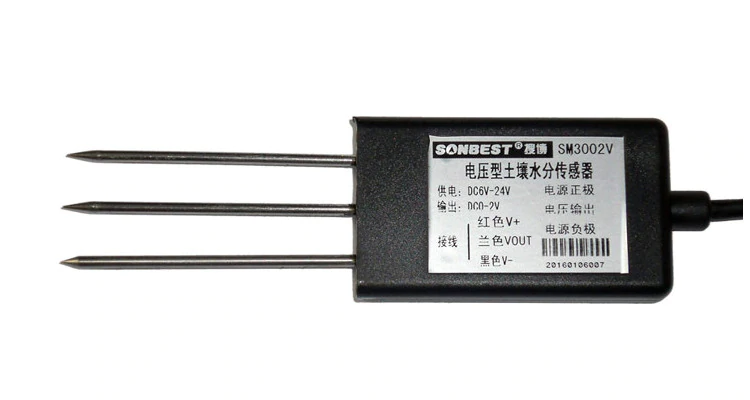 SONBEST®搜博 SM3002V
电压型土壤水分传感器
供电: DC6V-24V 电源正极
输出: DC0-2V 电压输出
红色V+ 电源负极
接线 兰色VOUT
黑色V- 20160106007